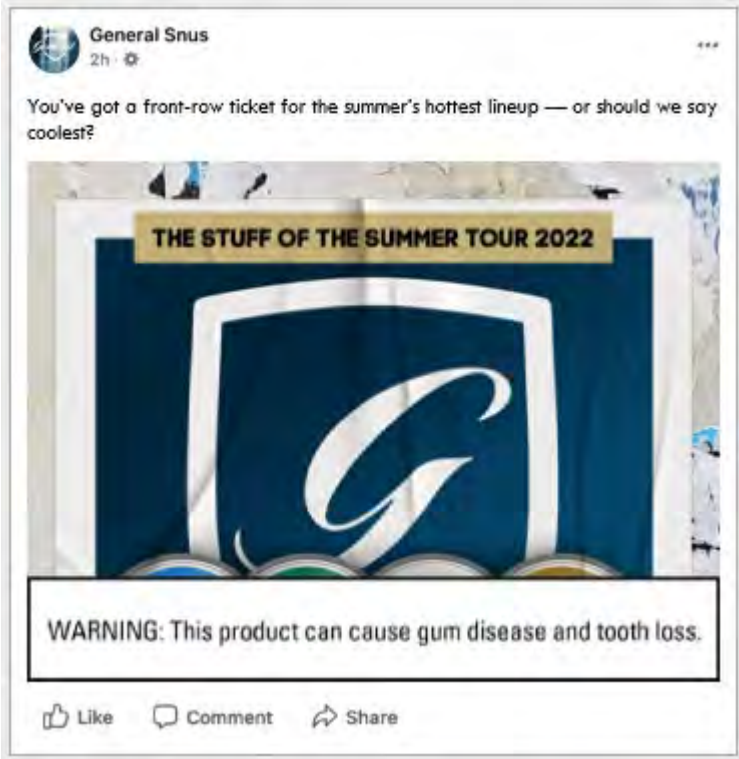 General Snus
2h ·
You've got a front-row ticket for the summer's hottest lineup — or should we say
coolest?
THE STUFF OF THE SUMMER TOUR 2022
G
WARNING: This product can cause gum disease and tooth loss.
Like Comment Share